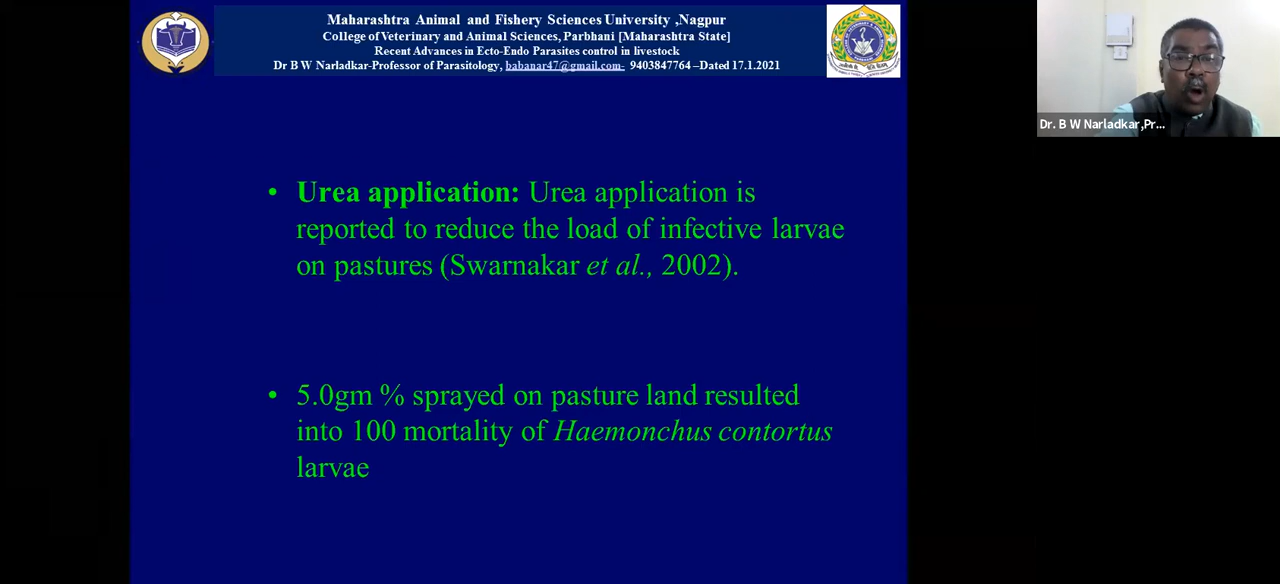 Maharashtra Animal and Fishery Sciences University ,Nagpur
College of Veterinary and Animal Sciences, Parbhani [Maharashtra State]
Recent Advances in Ecto-Endo Parasites control in livestock
Dr B W Narladkar-Professor of Parasitology, babanar47@gmail.com- 9403847764 –Dated 17.1.2021
Dr. B W Narladkar,Pr...
• Urea application: Urea application is
reported to reduce the load of infective larvae
on pastures (Swarnakar et al., 2002).
• 5.0gm % sprayed on pasture land resulted
into 100 mortality of Haemonchus contortus
larvae